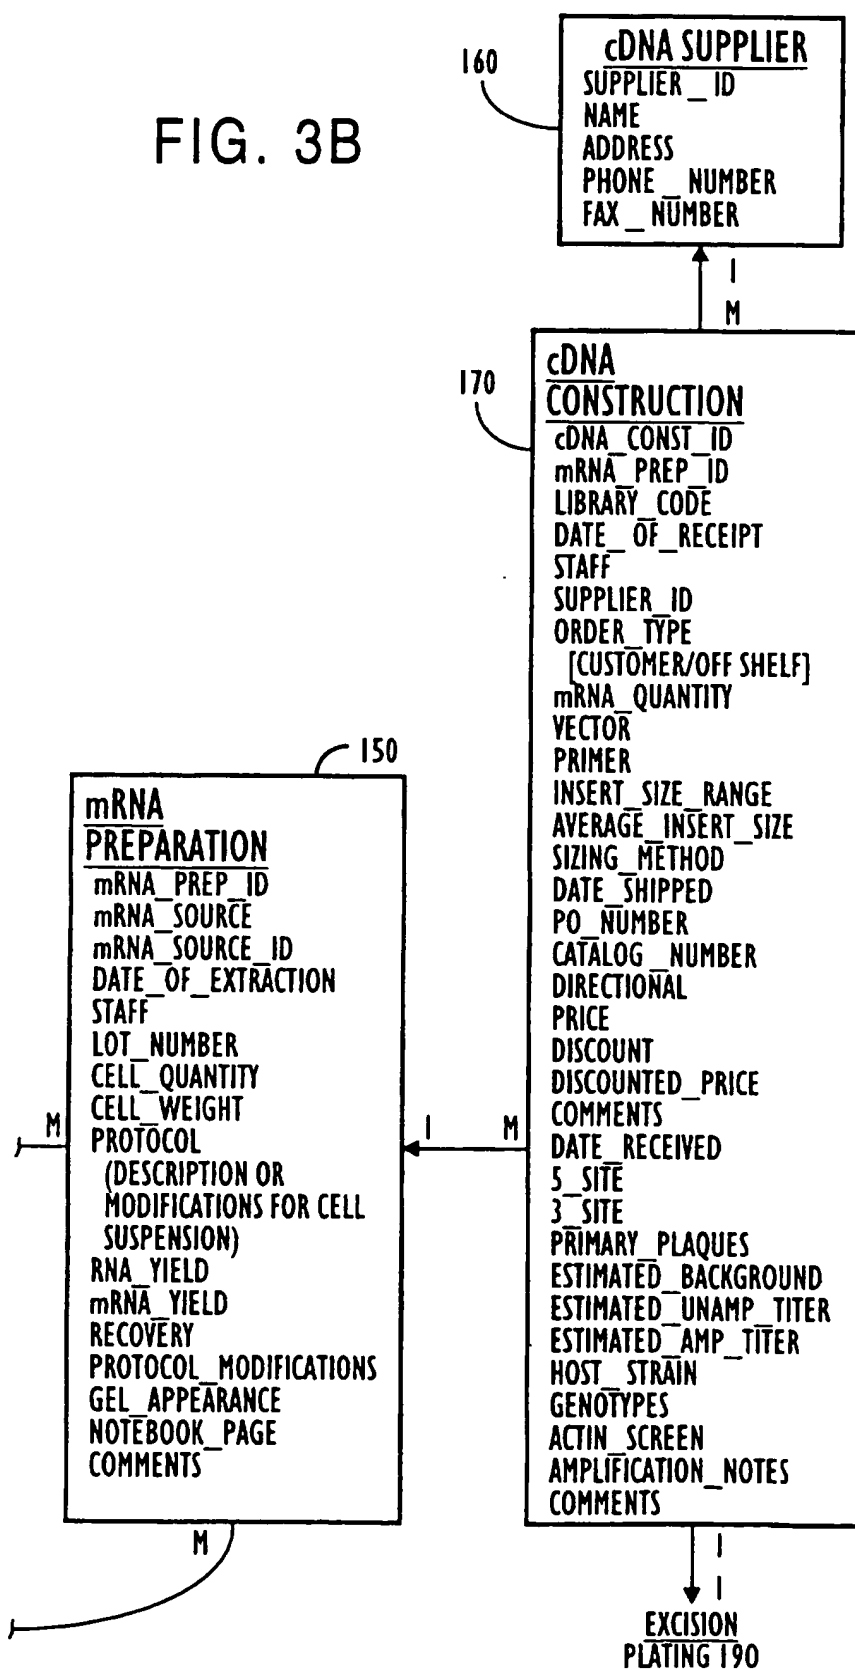 FIG. 3B
160
cDNA SUPPLIER
SUPPLIER_ID
NAME
ADDRESS
PHONE_NUMBER
FAX_NUMBER
1
M
170
cDNA
CONSTRUCTION
cDNA_CONST_ID
mRNA_PREP_ID
LIBRARY_CODE
DATE_OF_RECEIPT
STAFF
SUPPLIER_ID
ORDER_TYPE
[CUSTOMER/OFF SHELF]
mRNA_QUANTITY
VECTOR
PRIMER
INSERT_SIZE_RANGE
AVERAGE_INSERT_SIZE
SIZING_METHOD
DATE_SHIPPED
PO_NUMBER
CATALOG_NUMBER
DIRECTIONAL
PRICE
DISCOUNT
DISCOUNTED_PRICE
COMMENTS
DATE_RECEIVED
5_SITE
3_SITE
PRIMARY_PLAQUES
ESTIMATED_BACKGROUND
ESTIMATED_UNAMP_TITER
ESTIMATED_AMP_TITER
HOST_STRAIN
GENOTYPES
ACTIN_SCREEN
AMPLIFICATION_NOTES
COMMENTS
150
mRNA
PREPARATION
mRNA_PREP_ID
mRNA_SOURCE
mRNA_SOURCE_ID
DATE_OF_EXTRACTION
STAFF
LOT_NUMBER
CELL_QUANTITY
CELL_WEIGHT
PROTOCOL
(DESCRIPTION OR
MODIFICATIONS FOR CELL
SUSPENSION)
RNA_YIELD
mRNA_YIELD
RECOVERY
PROTOCOL_MODIFICATIONS
GEL_APPEARANCE
NOTEBOOK_PAGE
COMMENTS
M
1 M
M
1
1
EXCISION
PLATING 190